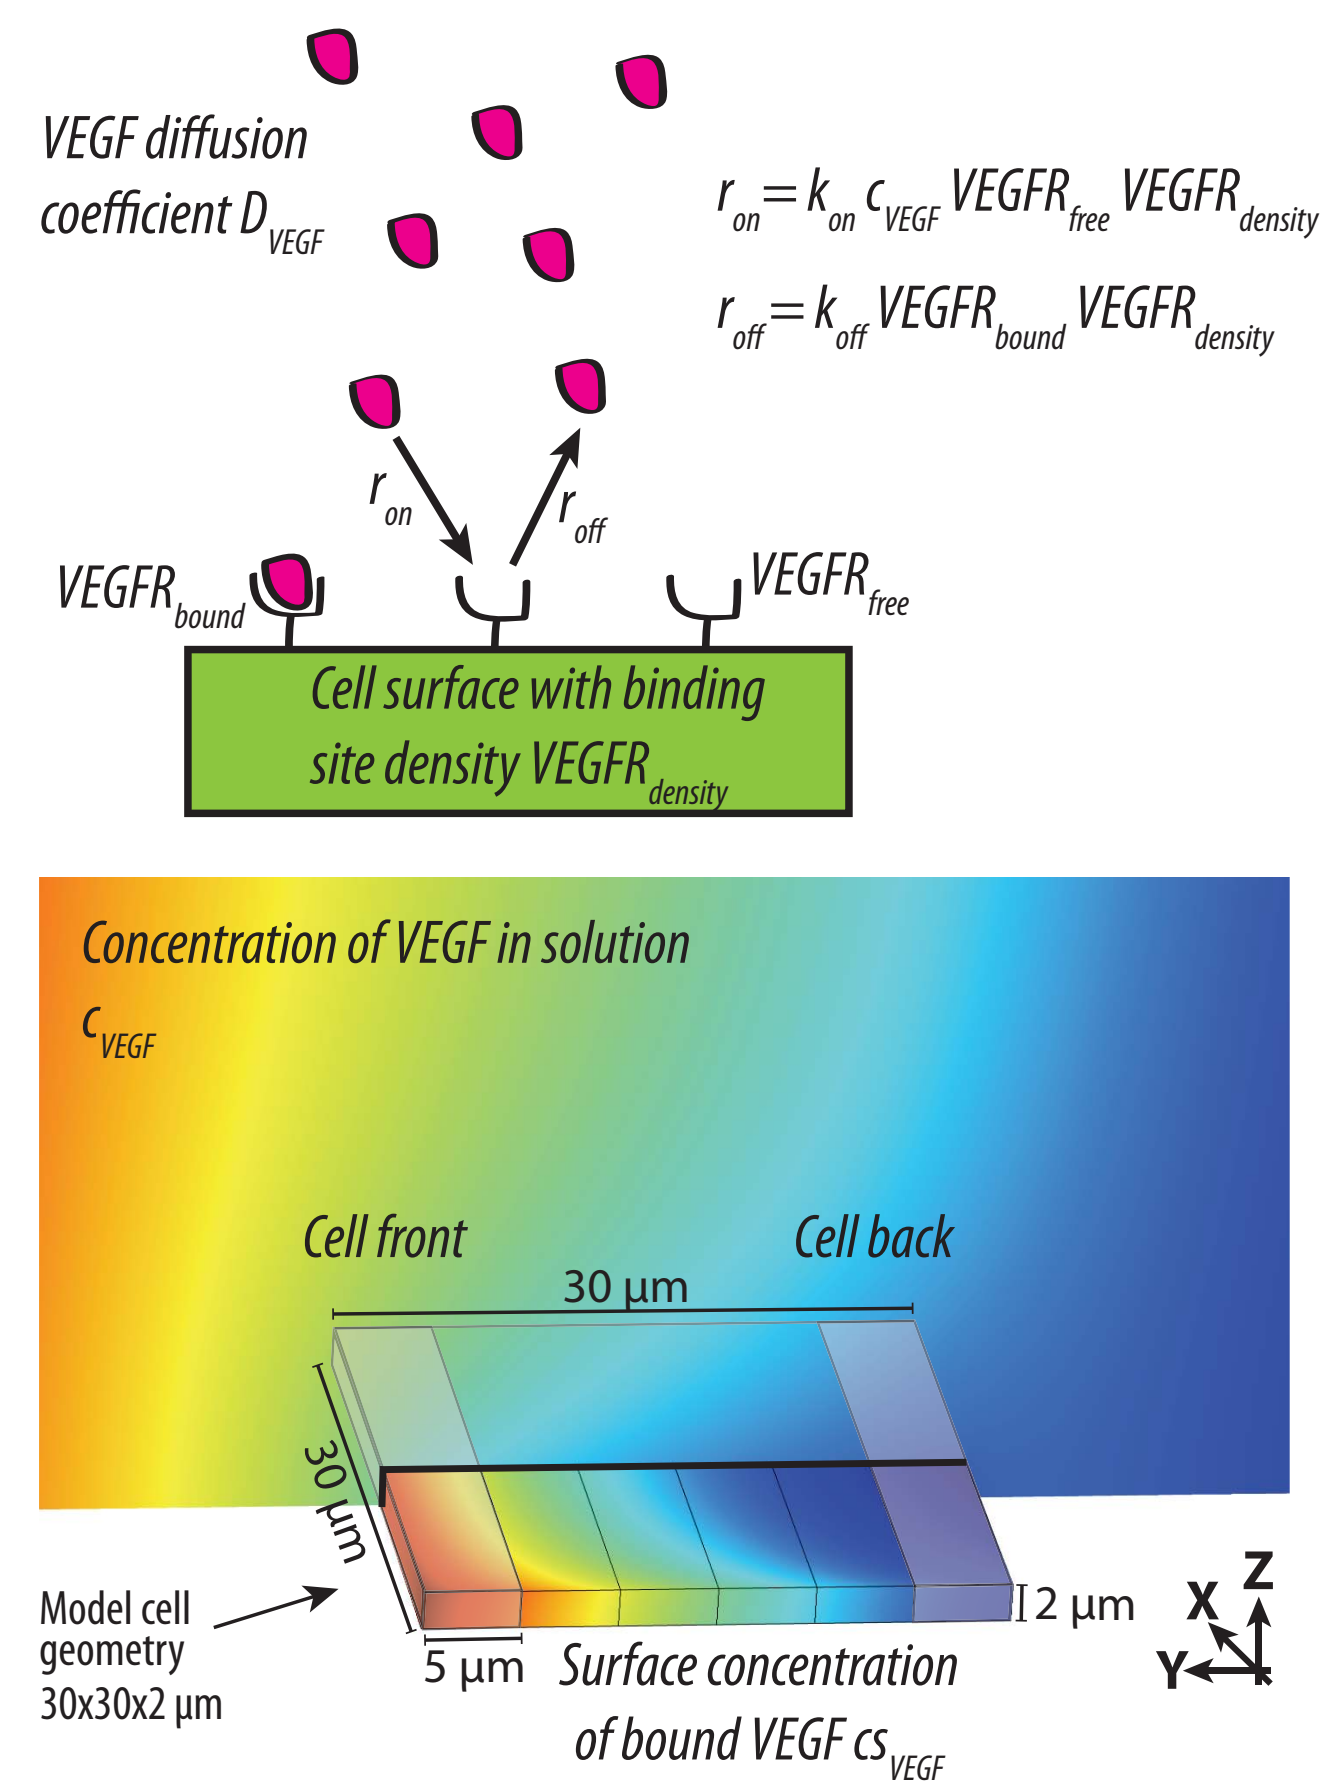 VEGF diffusion
coefficient D_VEGF
r_on = k_on c_VEGF VEGFR_free VEGFR_density
r_off = k_off VEGFR_bound VEGFR_density
r_on
r_off
VEGFR_bound
VEGFR_free
Cell surface with binding
site density VEGFR_density
Concentration of VEGF in solution
c_VEGF
Cell front
Cell back
30 µm
30 µm
Model cell
geometry
30x30x2 µm
5 µm
2 µm
Surface concentration
of bound VEGF cs_VEGF
Z
X
Y